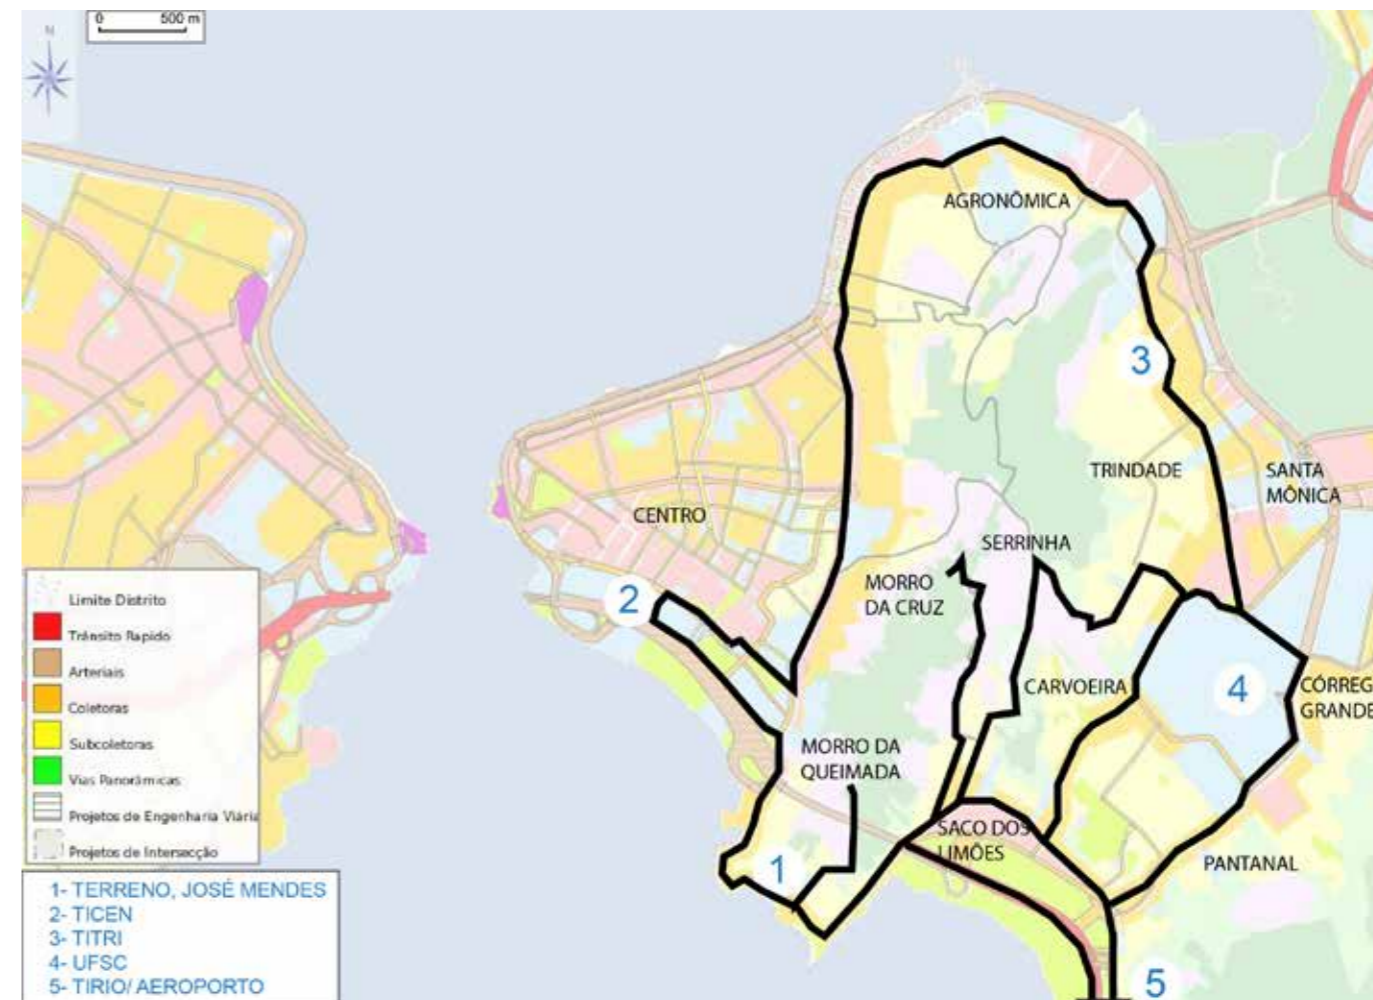 0 500 m
N
AGRONÔMICA
3
TRINDADE
SANTA
MÔNICA
CENTRO
SERRINHA
MORRO
DA CRUZ
2
CARVOEIRA
4
CÓRREG
GRANDE
MORRO DA
QUEIMADA
SACO DOS
LIMÕES
1
PANTANAL
5
Limite Distrito
Trânsito Rapido
Arteriais
Coletoras
Subcoletoras
Vias Panorâmicas
Projetos de Engenharia Viária
Projetos de Intersecção
1- TERRENO, JOSÉ MENDES
2- TICEN
3- TITRI
4- UFSC
5- TIRIO/ AEROPORTO